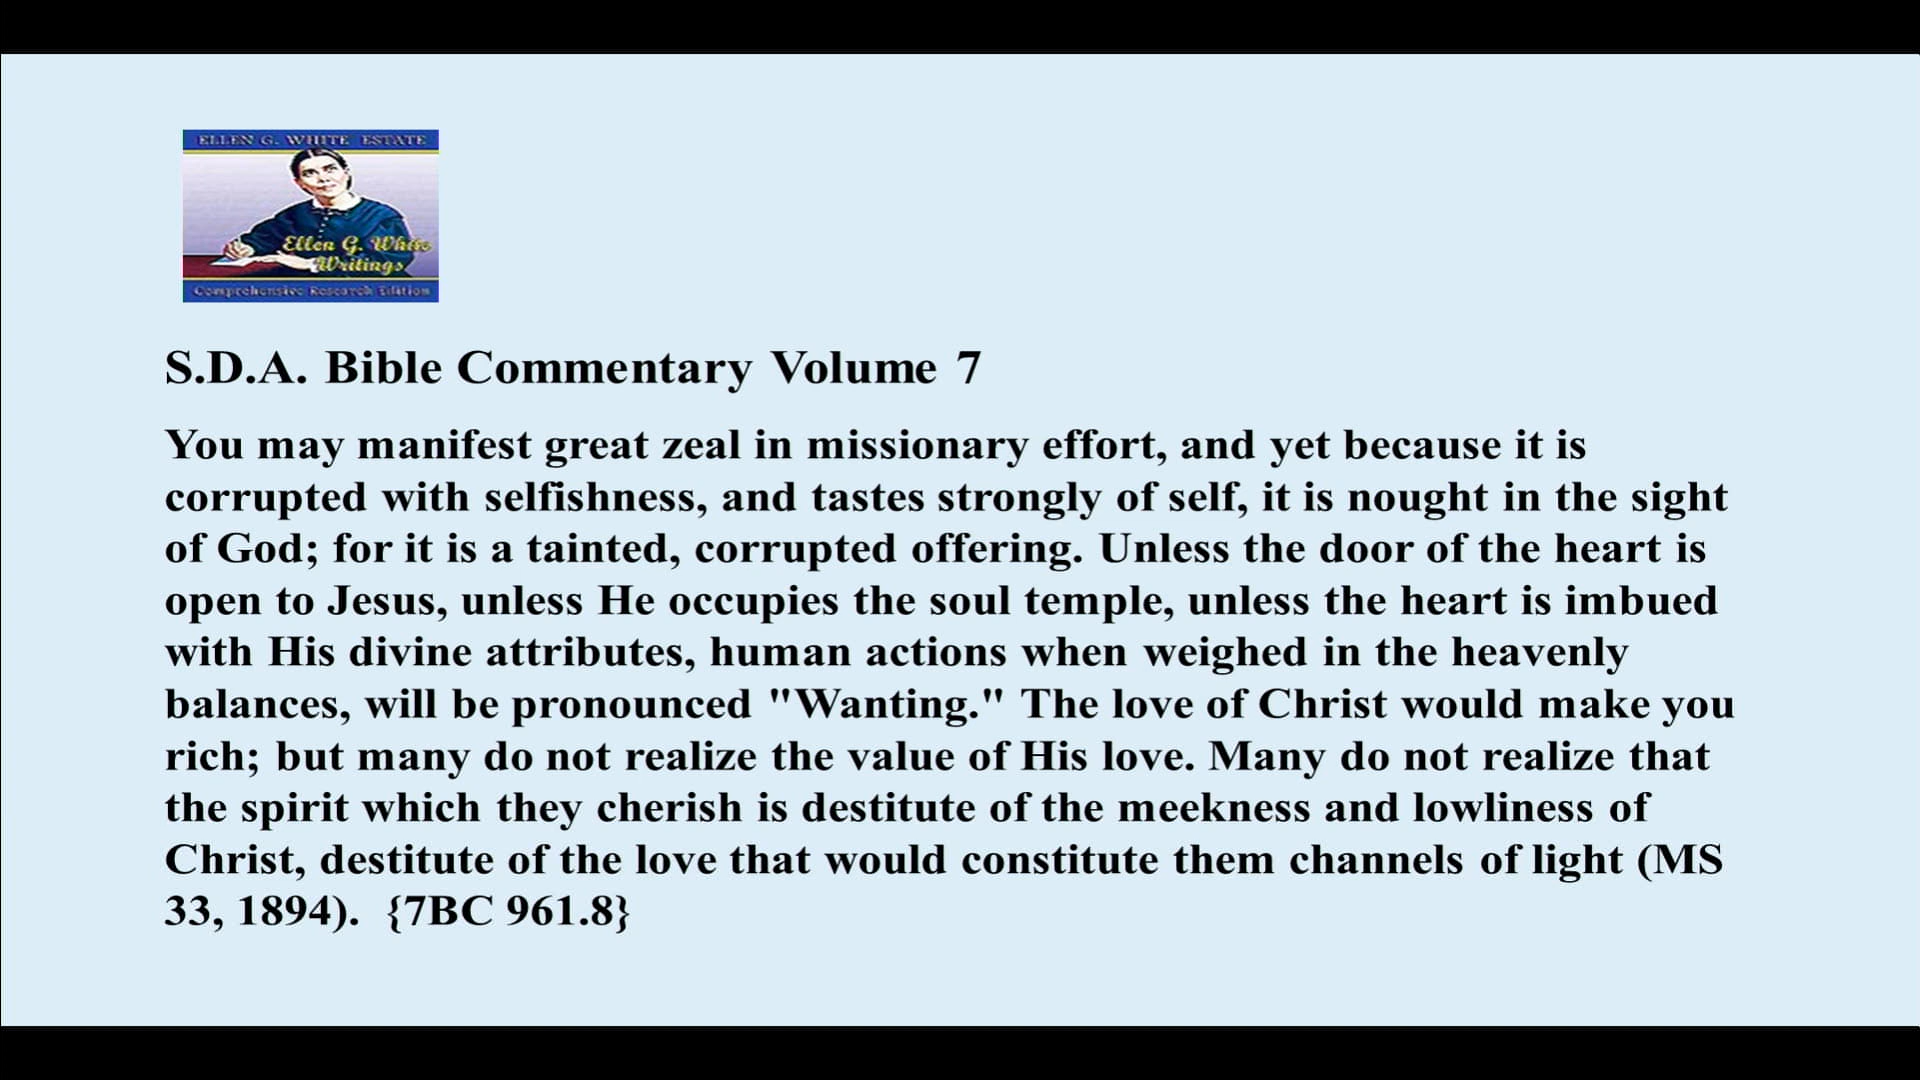 ELLEN G. WHITE ESTATE
Ellen G. White
Writings
Comprehensive Research Edition
S.D.A. Bible Commentary Volume 7
You may manifest great zeal in missionary effort, and yet because it is
corrupted with selfishness, and tastes strongly of self, it is nought in the sight
of God; for it is a tainted, corrupted offering. Unless the door of the heart is
open to Jesus, unless He occupies the soul temple, unless the heart is imbued
with His divine attributes, human actions when weighed in the heavenly
balances, will be pronounced "Wanting." The love of Christ would make you
rich; but many do not realize the value of His love. Many do not realize that
the spirit which they cherish is destitute of the meekness and lowliness of
Christ, destitute of the love that would constitute them channels of light (MS
33, 1894).  {7BC 961.8}